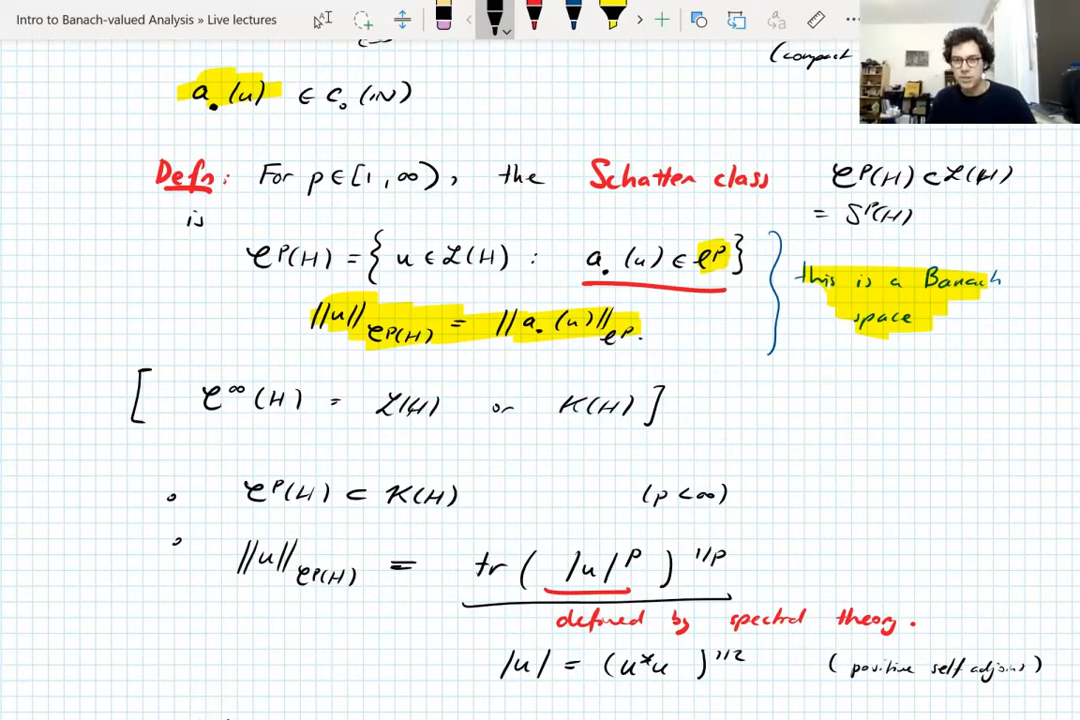 Intro to Banach-valued Analysis » Live lectures
(compact
a.(u) ∈ C₀(ℕ)
Defn: For p ∈ [1, ∞), the Schatten class 𝒞ᵖ(H) ⊂ ℒ(H)
is = Sᵖ(H)
𝒞ᵖ(H) = { u ∈ ℒ(H) : a.(u) ∈ ℓᵖ }
this is a Banach
space
||u||𝒞ᵖ(H) = ||a.(u)||ℓᵖ.
[ 𝒞^∞(H) = ℒ(H) or K(H) ]
• 𝒞ᵖ(H) ⊂ K(H) (p < ∞)
• ||u||𝒞ᵖ(H) = tr( |u|ᵖ )^1/p
defined by spectral theory.
|u| = (u*u)^1/2 (positive self adjoint)